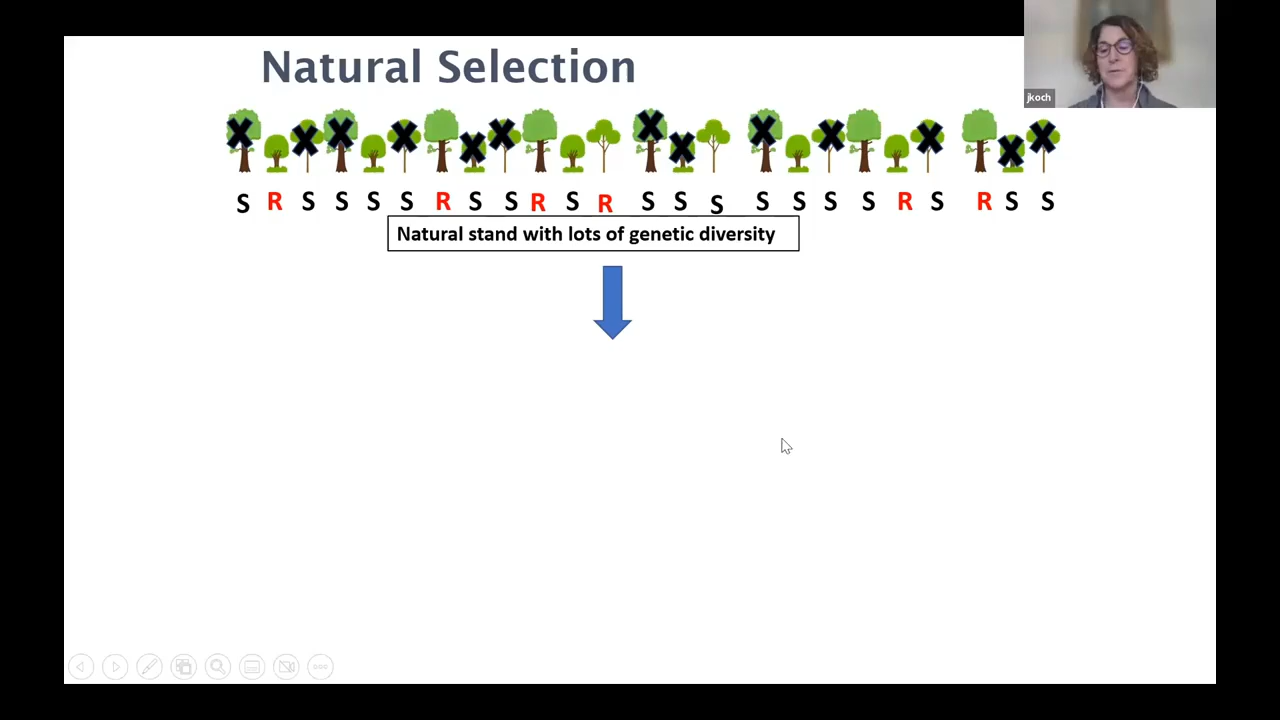 Natural Selection
jkoch
S R S S S S R S S R S R S S S S S S S R S R S S
Natural stand with lots of genetic diversity